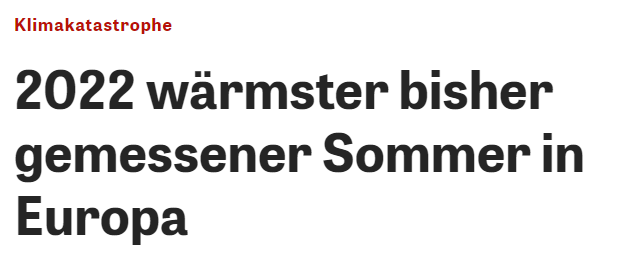 Klimakatastrophe
2022 wärmster bisher
gemessener Sommer in
Europa